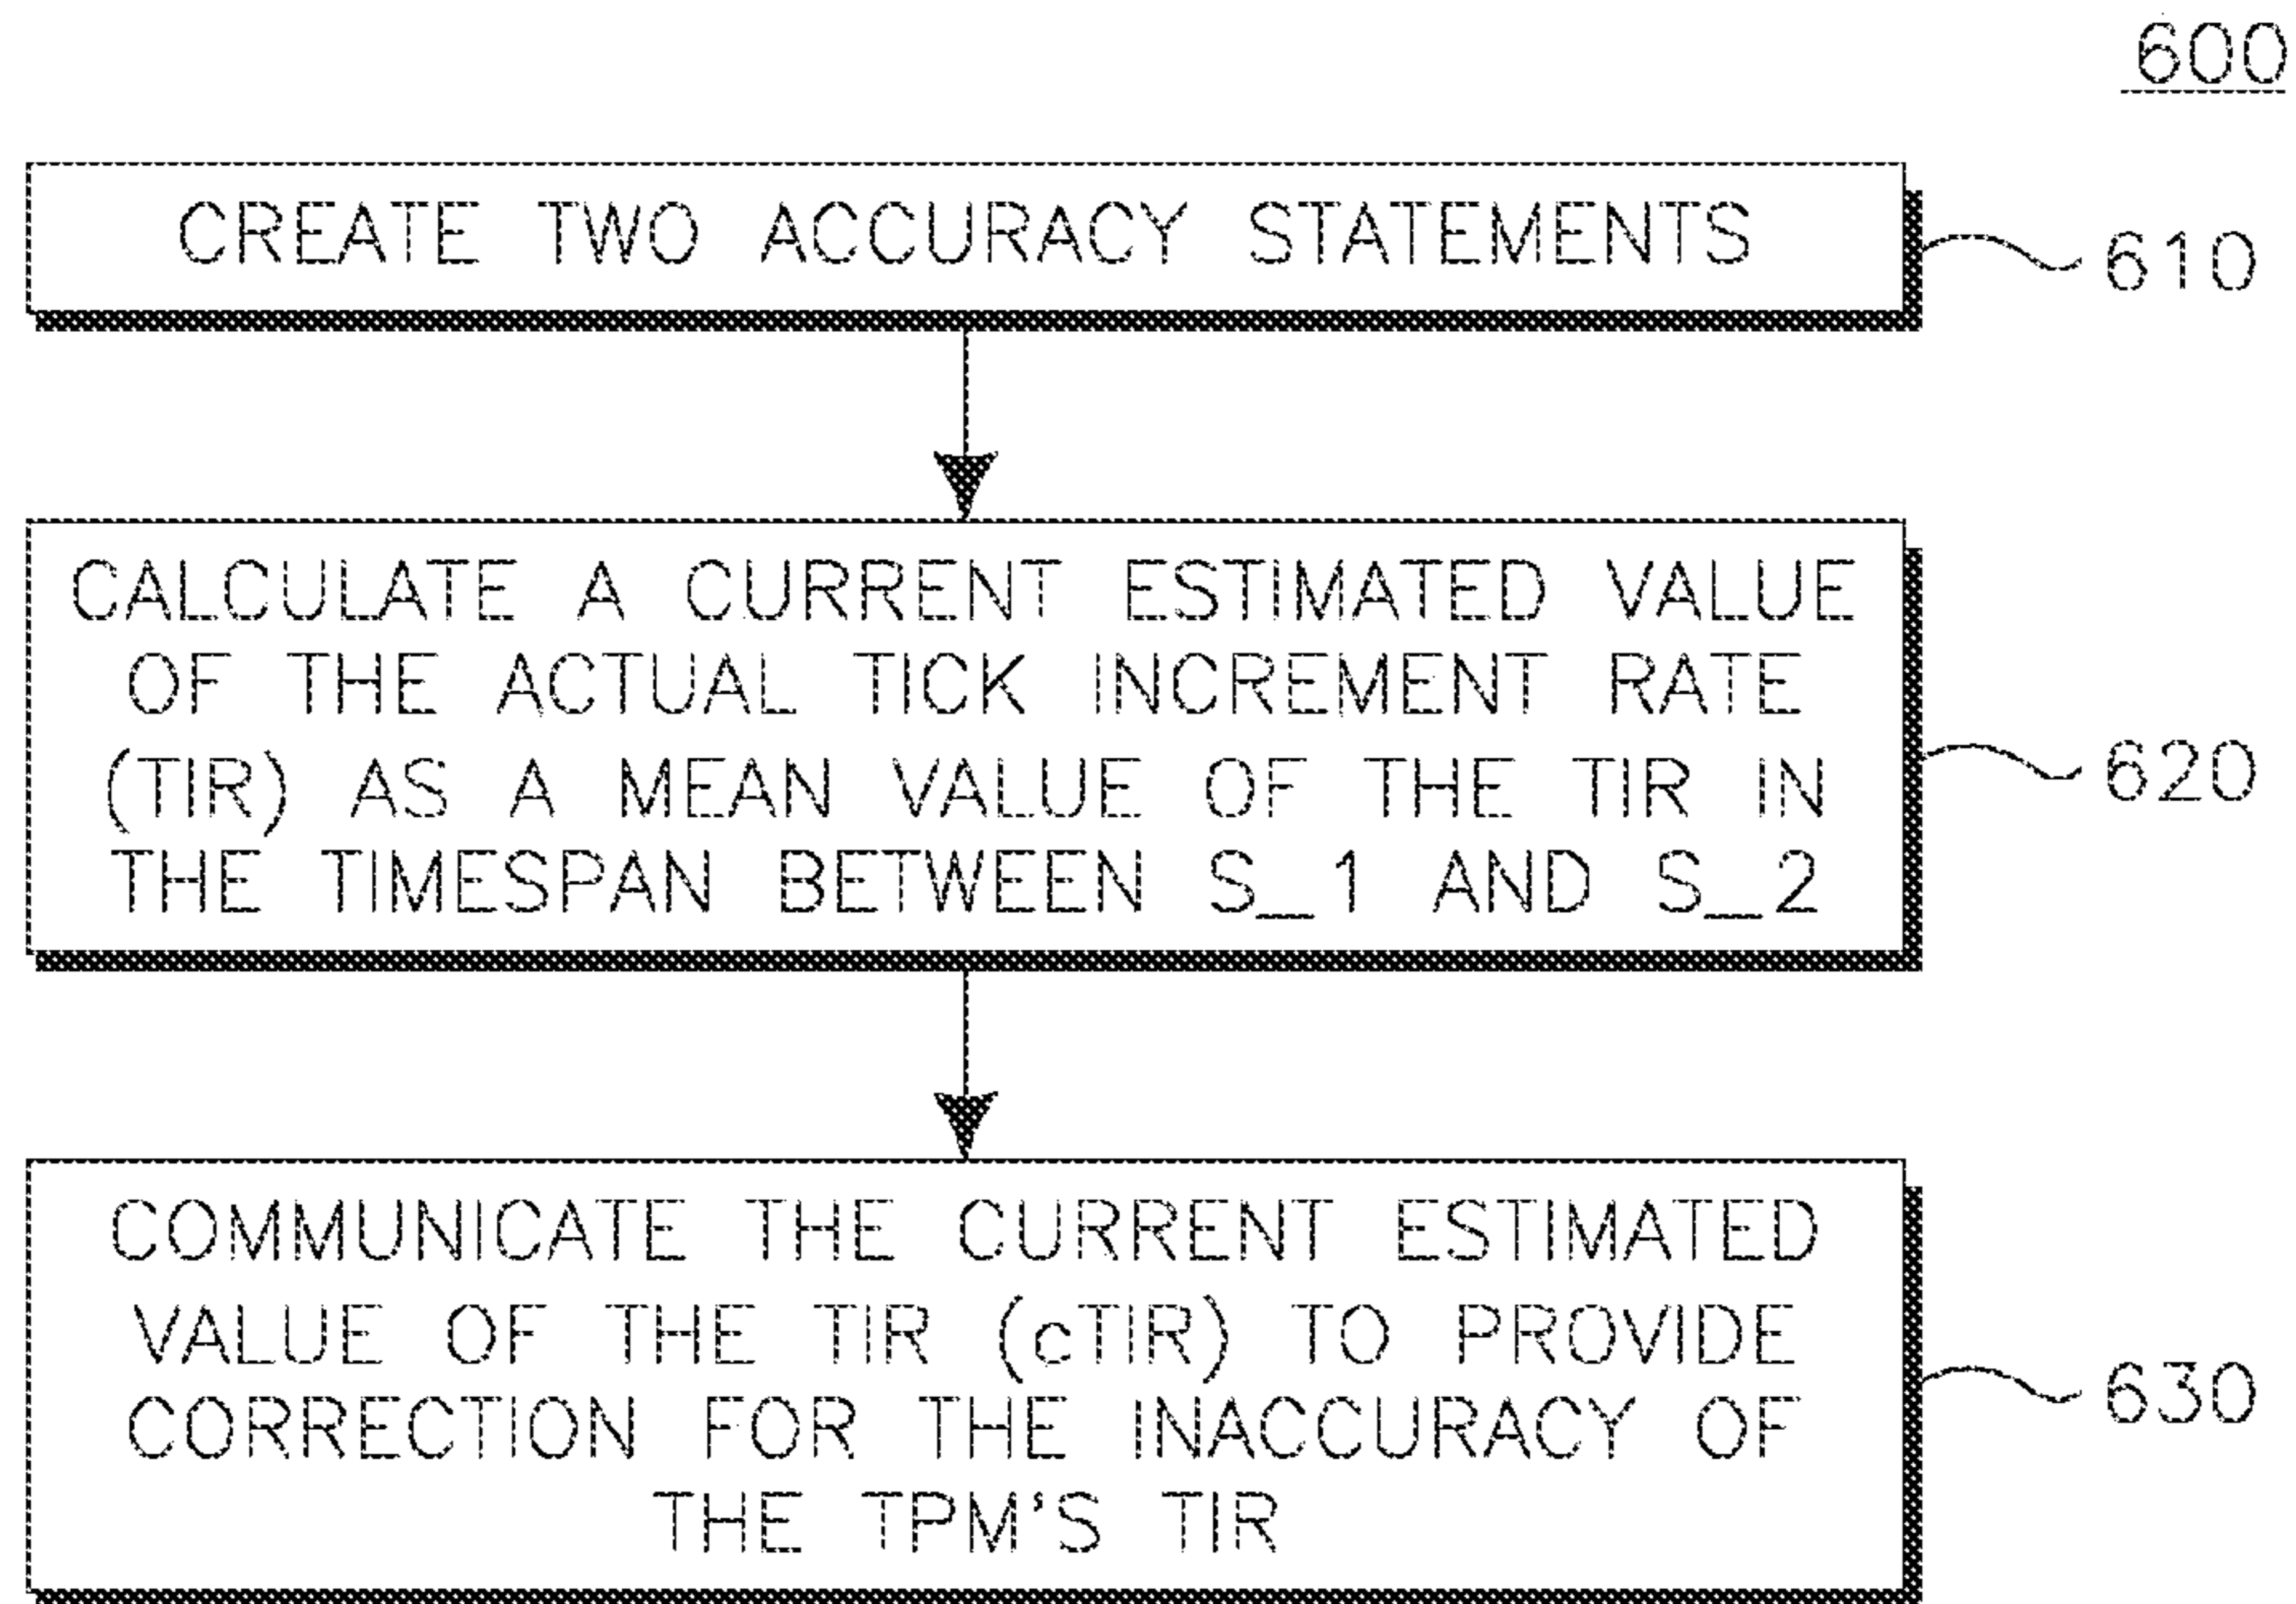 600
CREATE TWO ACCURACY STATEMENTS
610
CALCULATE A CURRENT ESTIMATED VALUE
OF THE ACTUAL TICK INCREMENT RATE
(TIR) AS A MEAN VALUE OF THE TIR IN
THE TIMESPAN BETWEEN S_1 AND S_2
620
COMMUNICATE THE CURRENT ESTIMATED
VALUE OF THE TIR (cTIR) TO PROVIDE
CORRECTION FOR THE INACCURACY OF
THE TPM'S TIR
630